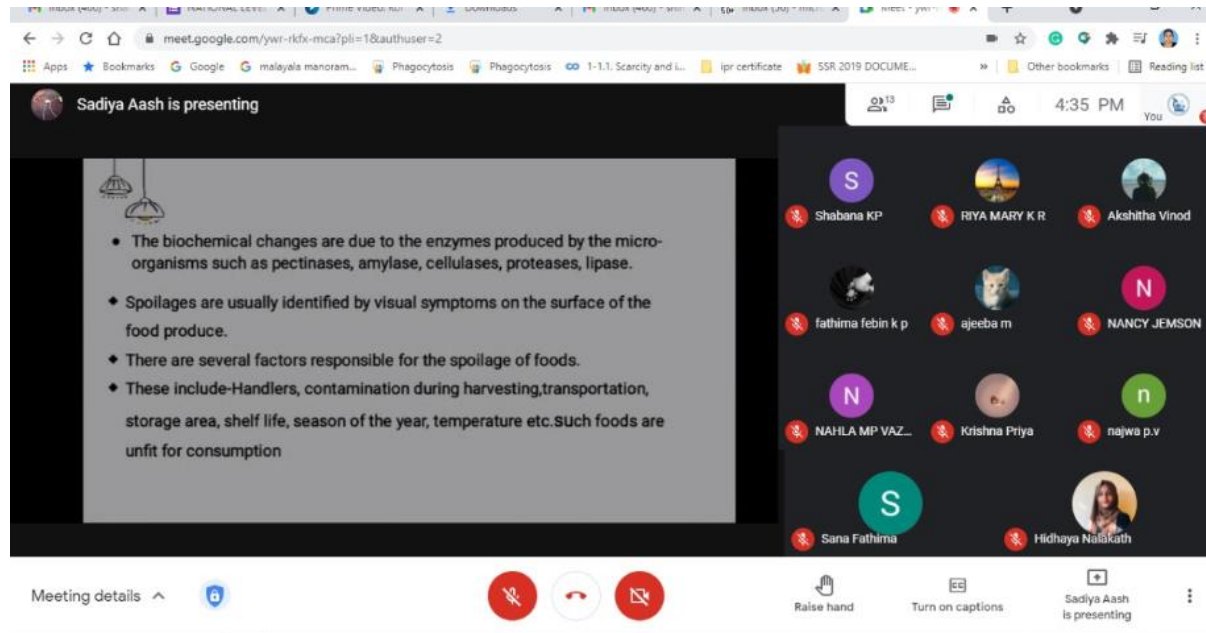 NATIONAL LEVEL
Prime Video:
Downloads
meet.google.com/ywr-rkfx-mca?pli=1&authuser=2
Apps Bookmarks Google malayala manoram... Phagocytosis Phagocytosis 1-1.1. Scarcity and i... ipr certificate SSR 2019 DOCUME... Other bookmarks Reading list
Sadiya Aash is presenting
13
4:35 PM
You
The biochemical changes are due to the enzymes produced by the micro-
organisms such as pectinases, amylase, cellulases, proteases, lipase.
Spoilages are usually identified by visual symptoms on the surface of the
food produce.
There are several factors responsible for the spoilage of foods.
These include-Handlers, contamination during harvesting,transportation,
storage area, shelf life, season of the year, temperature etc.such foods are
unfit for consumption
S
Shabana KP
RIYA MARY K R
Akshitha Vinod
fathima febin k p
ajeeba m
N
NANCY JEMSON
N
NAHLA MP VAZ...
Krishna Priya
n
najwa p.v
S
Sana Fathima
Hidhaya Nalakath
Meeting details
Raise hand
CC
Turn on captions
Sadiya Aash
is presenting